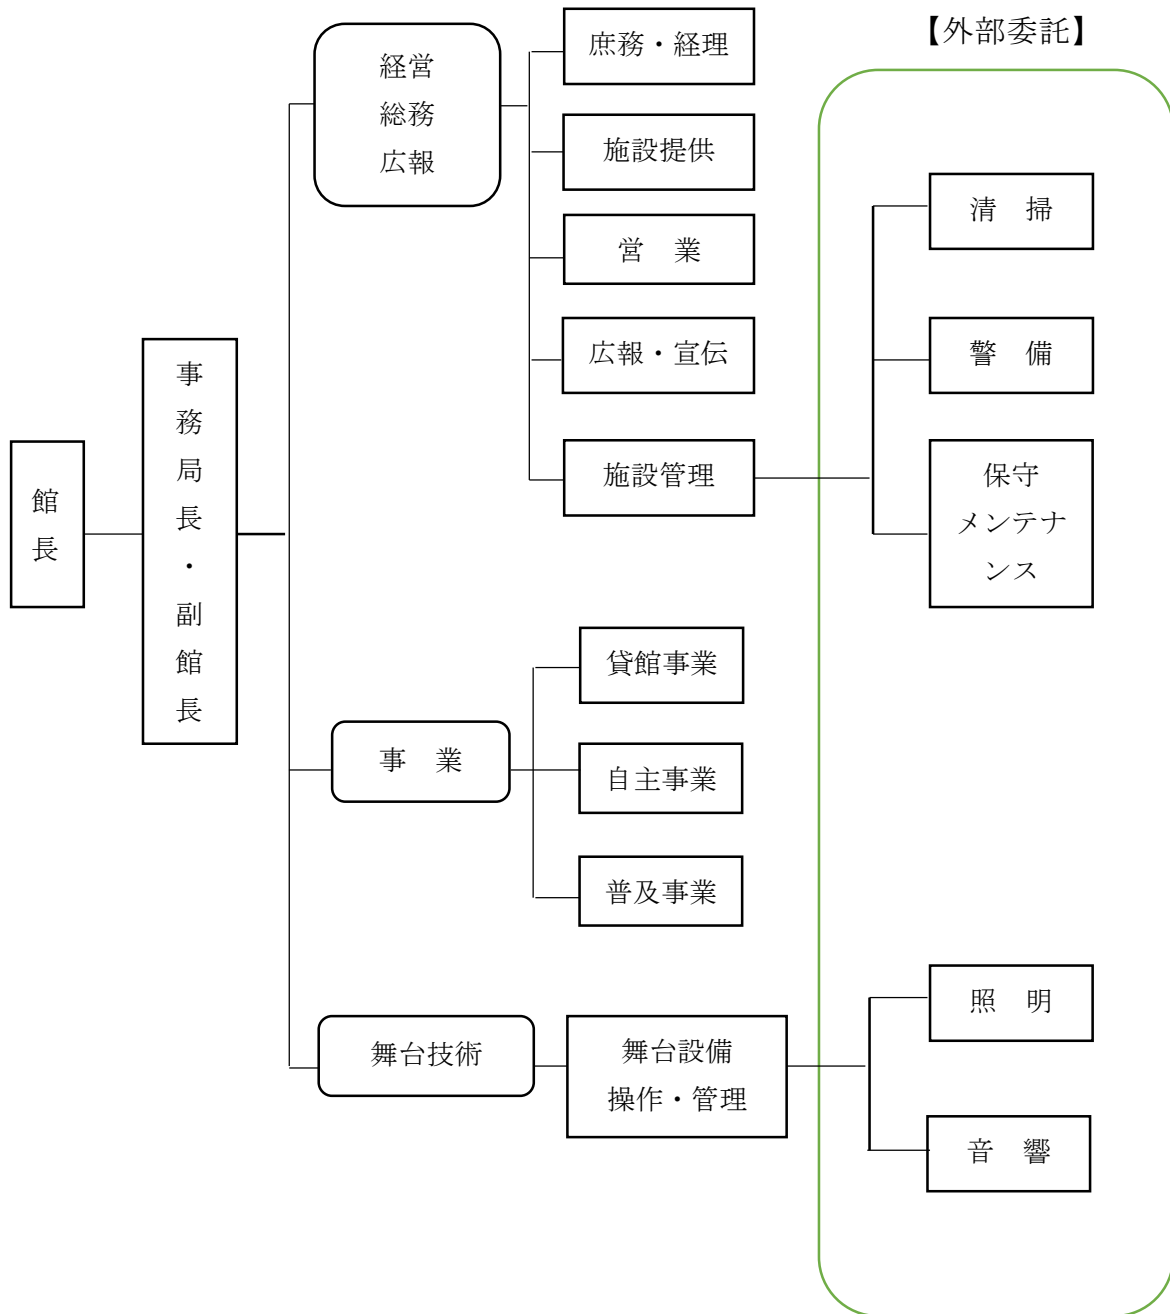 館
長
事
務
局
長
・
副
館
長
経営
総務
広報
庶務・経理
施設提供
営　業
広報・宣伝
施設管理
事　業
貸館事業
自主事業
普及事業
舞台技術
舞台設備
操作・管理
【外部委託】
清　掃
警　備
保守
メンテナ
ンス
照　明
音　響